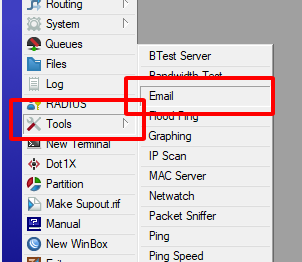 Routing
System
Queues
Files
Log
RADIUS
Tools
New Terminal
Dot1X
Partition
Make Supout.rif
Manual
New WinBox
Exit
BTest Server
Bandwidth Test
Email
Flood Ping
Graphing
IP Scan
MAC Server
Netwatch
Packet Sniffer
Ping
Ping Speed